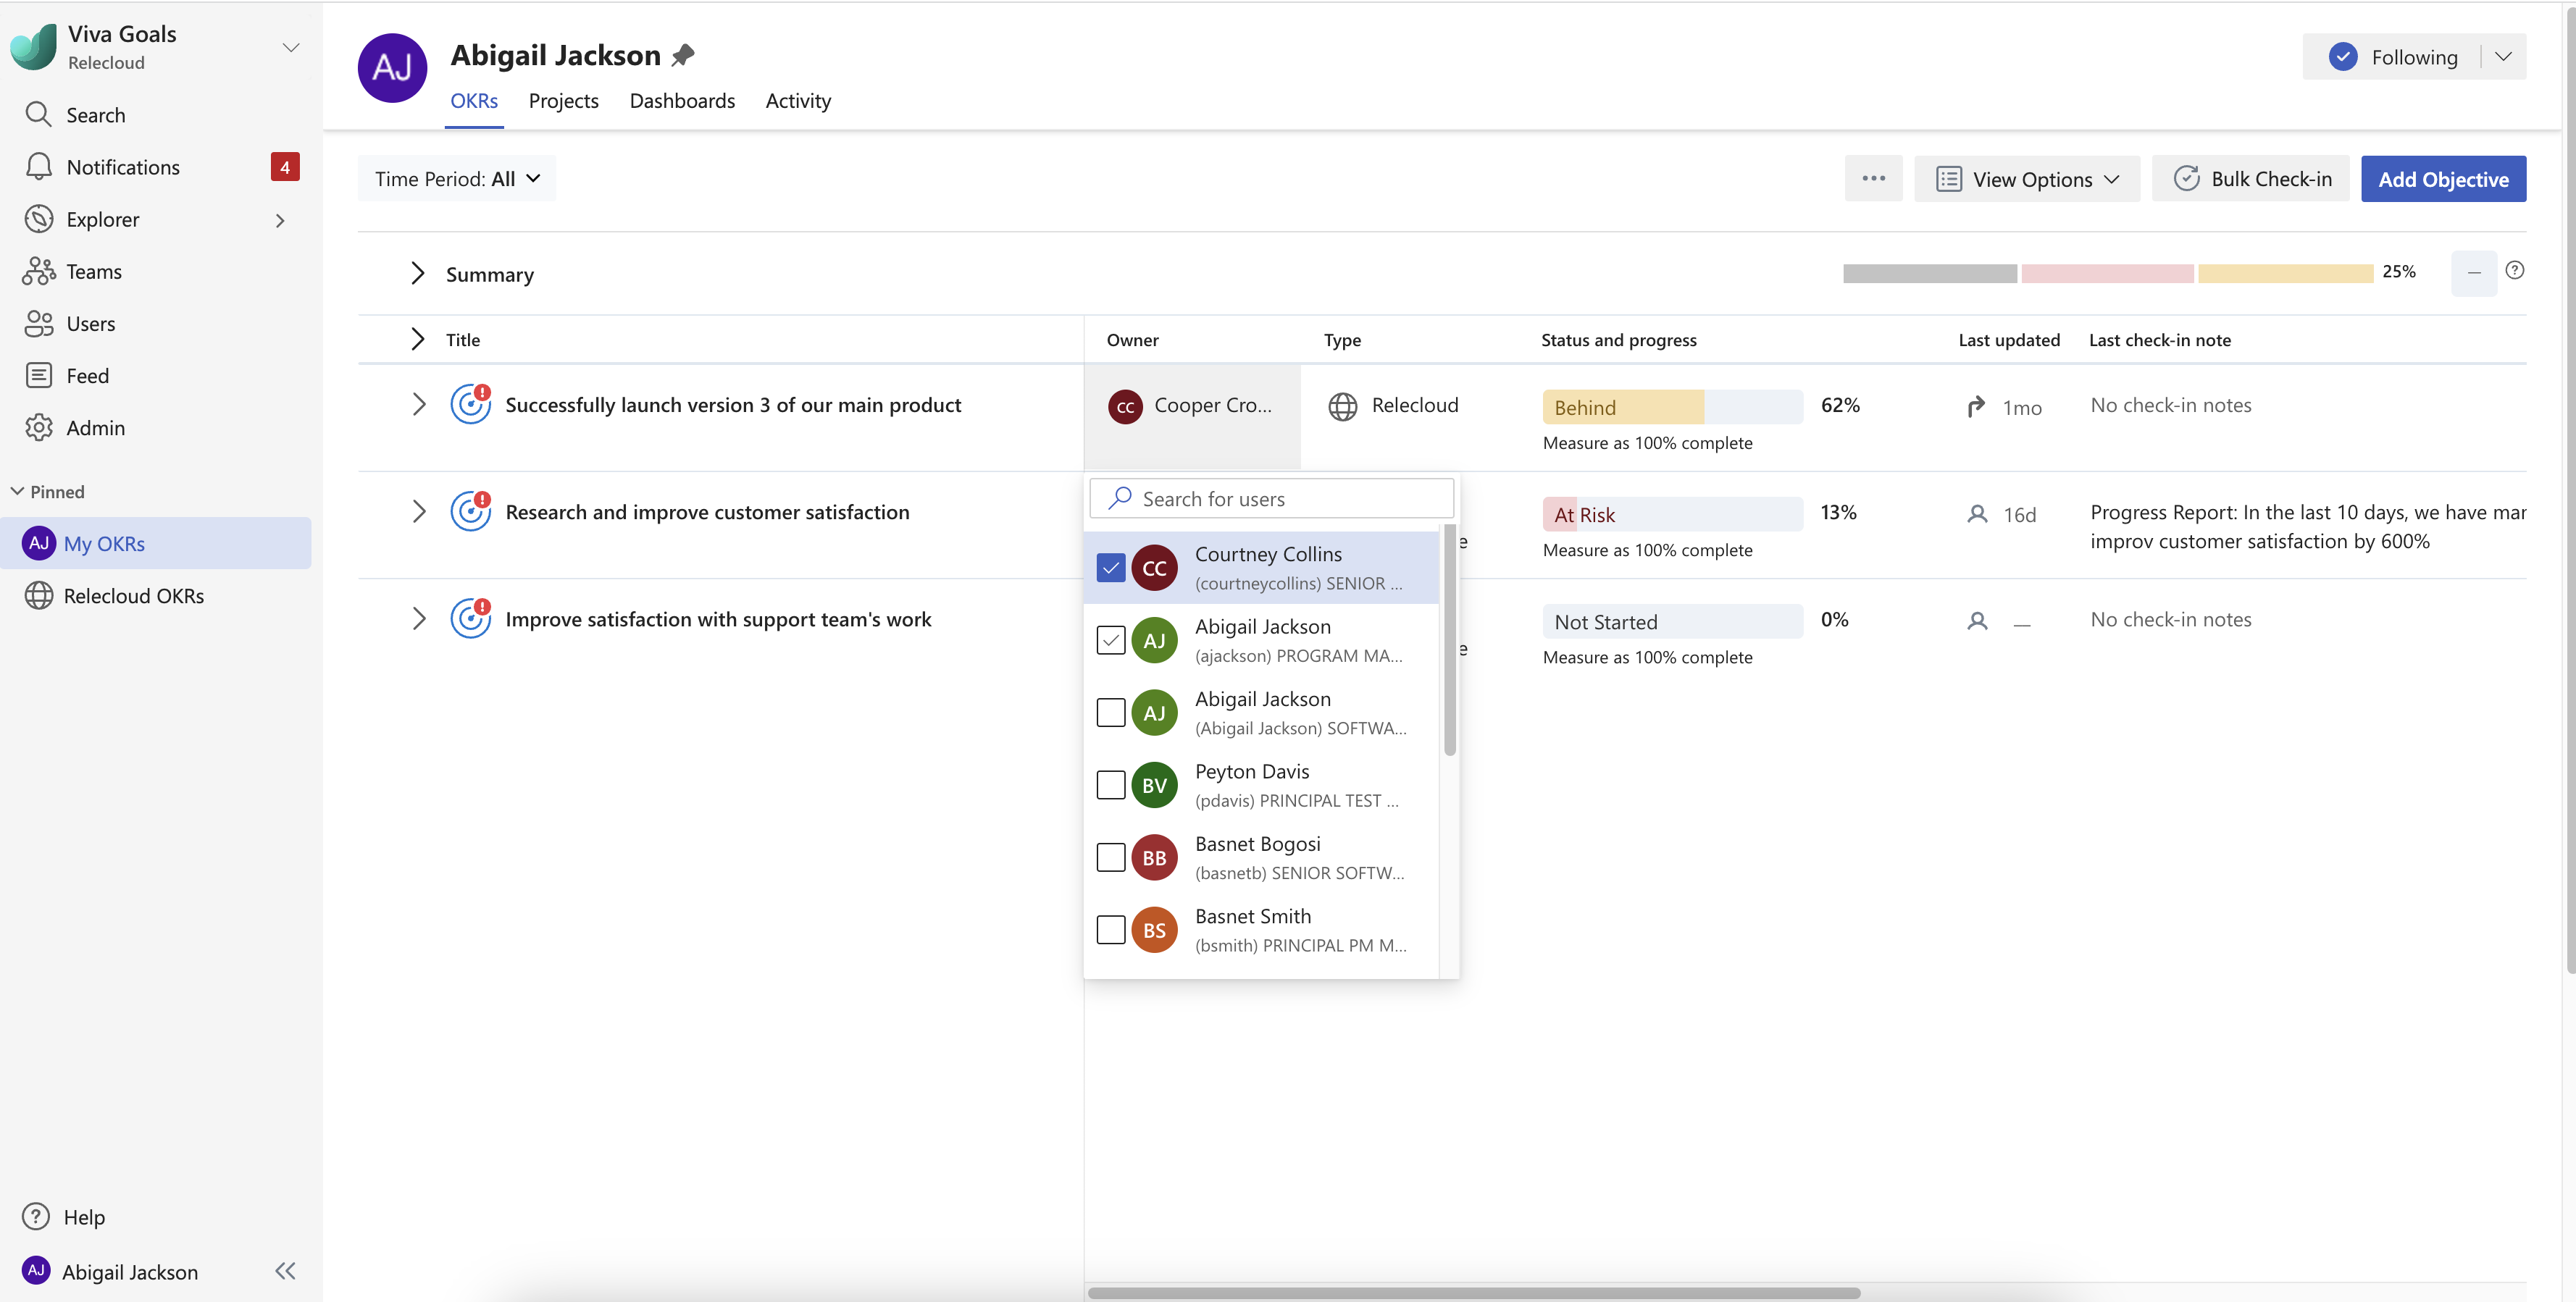 Viva Goals
Relecloud
Search
Notifications
4
Explorer
Teams
Users
Feed
Admin
Pinned
AJ My OKRs
Relecloud OKRs
Help
AJ Abigail Jackson
AJ
Abigail Jackson
Following
OKRs Projects Dashboards Activity
Time Period: All
... View Options Bulk Check-in Add Objective
Summary
25%
Title Owner Type Status and progress Last updated Last check-in note
Successfully launch version 3 of our main product
CC Cooper Cro...
Relecloud
Behind
62%
Measure as 100% complete
1mo
No check-in notes
Research and improve customer satisfaction
e
At Risk
13%
Measure as 100% complete
16d
Progress Report: In the last 10 days, we have mar
improv customer satisfaction by 600%
Improve satisfaction with support team's work
e
Not Started
0%
Measure as 100% complete
—
No check-in notes
Search for users
CC
Courtney Collins
(courtneycollins) SENIOR ...
AJ
Abigail Jackson
(ajackson) PROGRAM MA...
AJ
Abigail Jackson
(Abigail Jackson) SOFTWA...
BV
Peyton Davis
(pdavis) PRINCIPAL TEST ...
BB
Basnet Bogosi
(basnetb) SENIOR SOFTW...
BS
Basnet Smith
(bsmith) PRINCIPAL PM M...